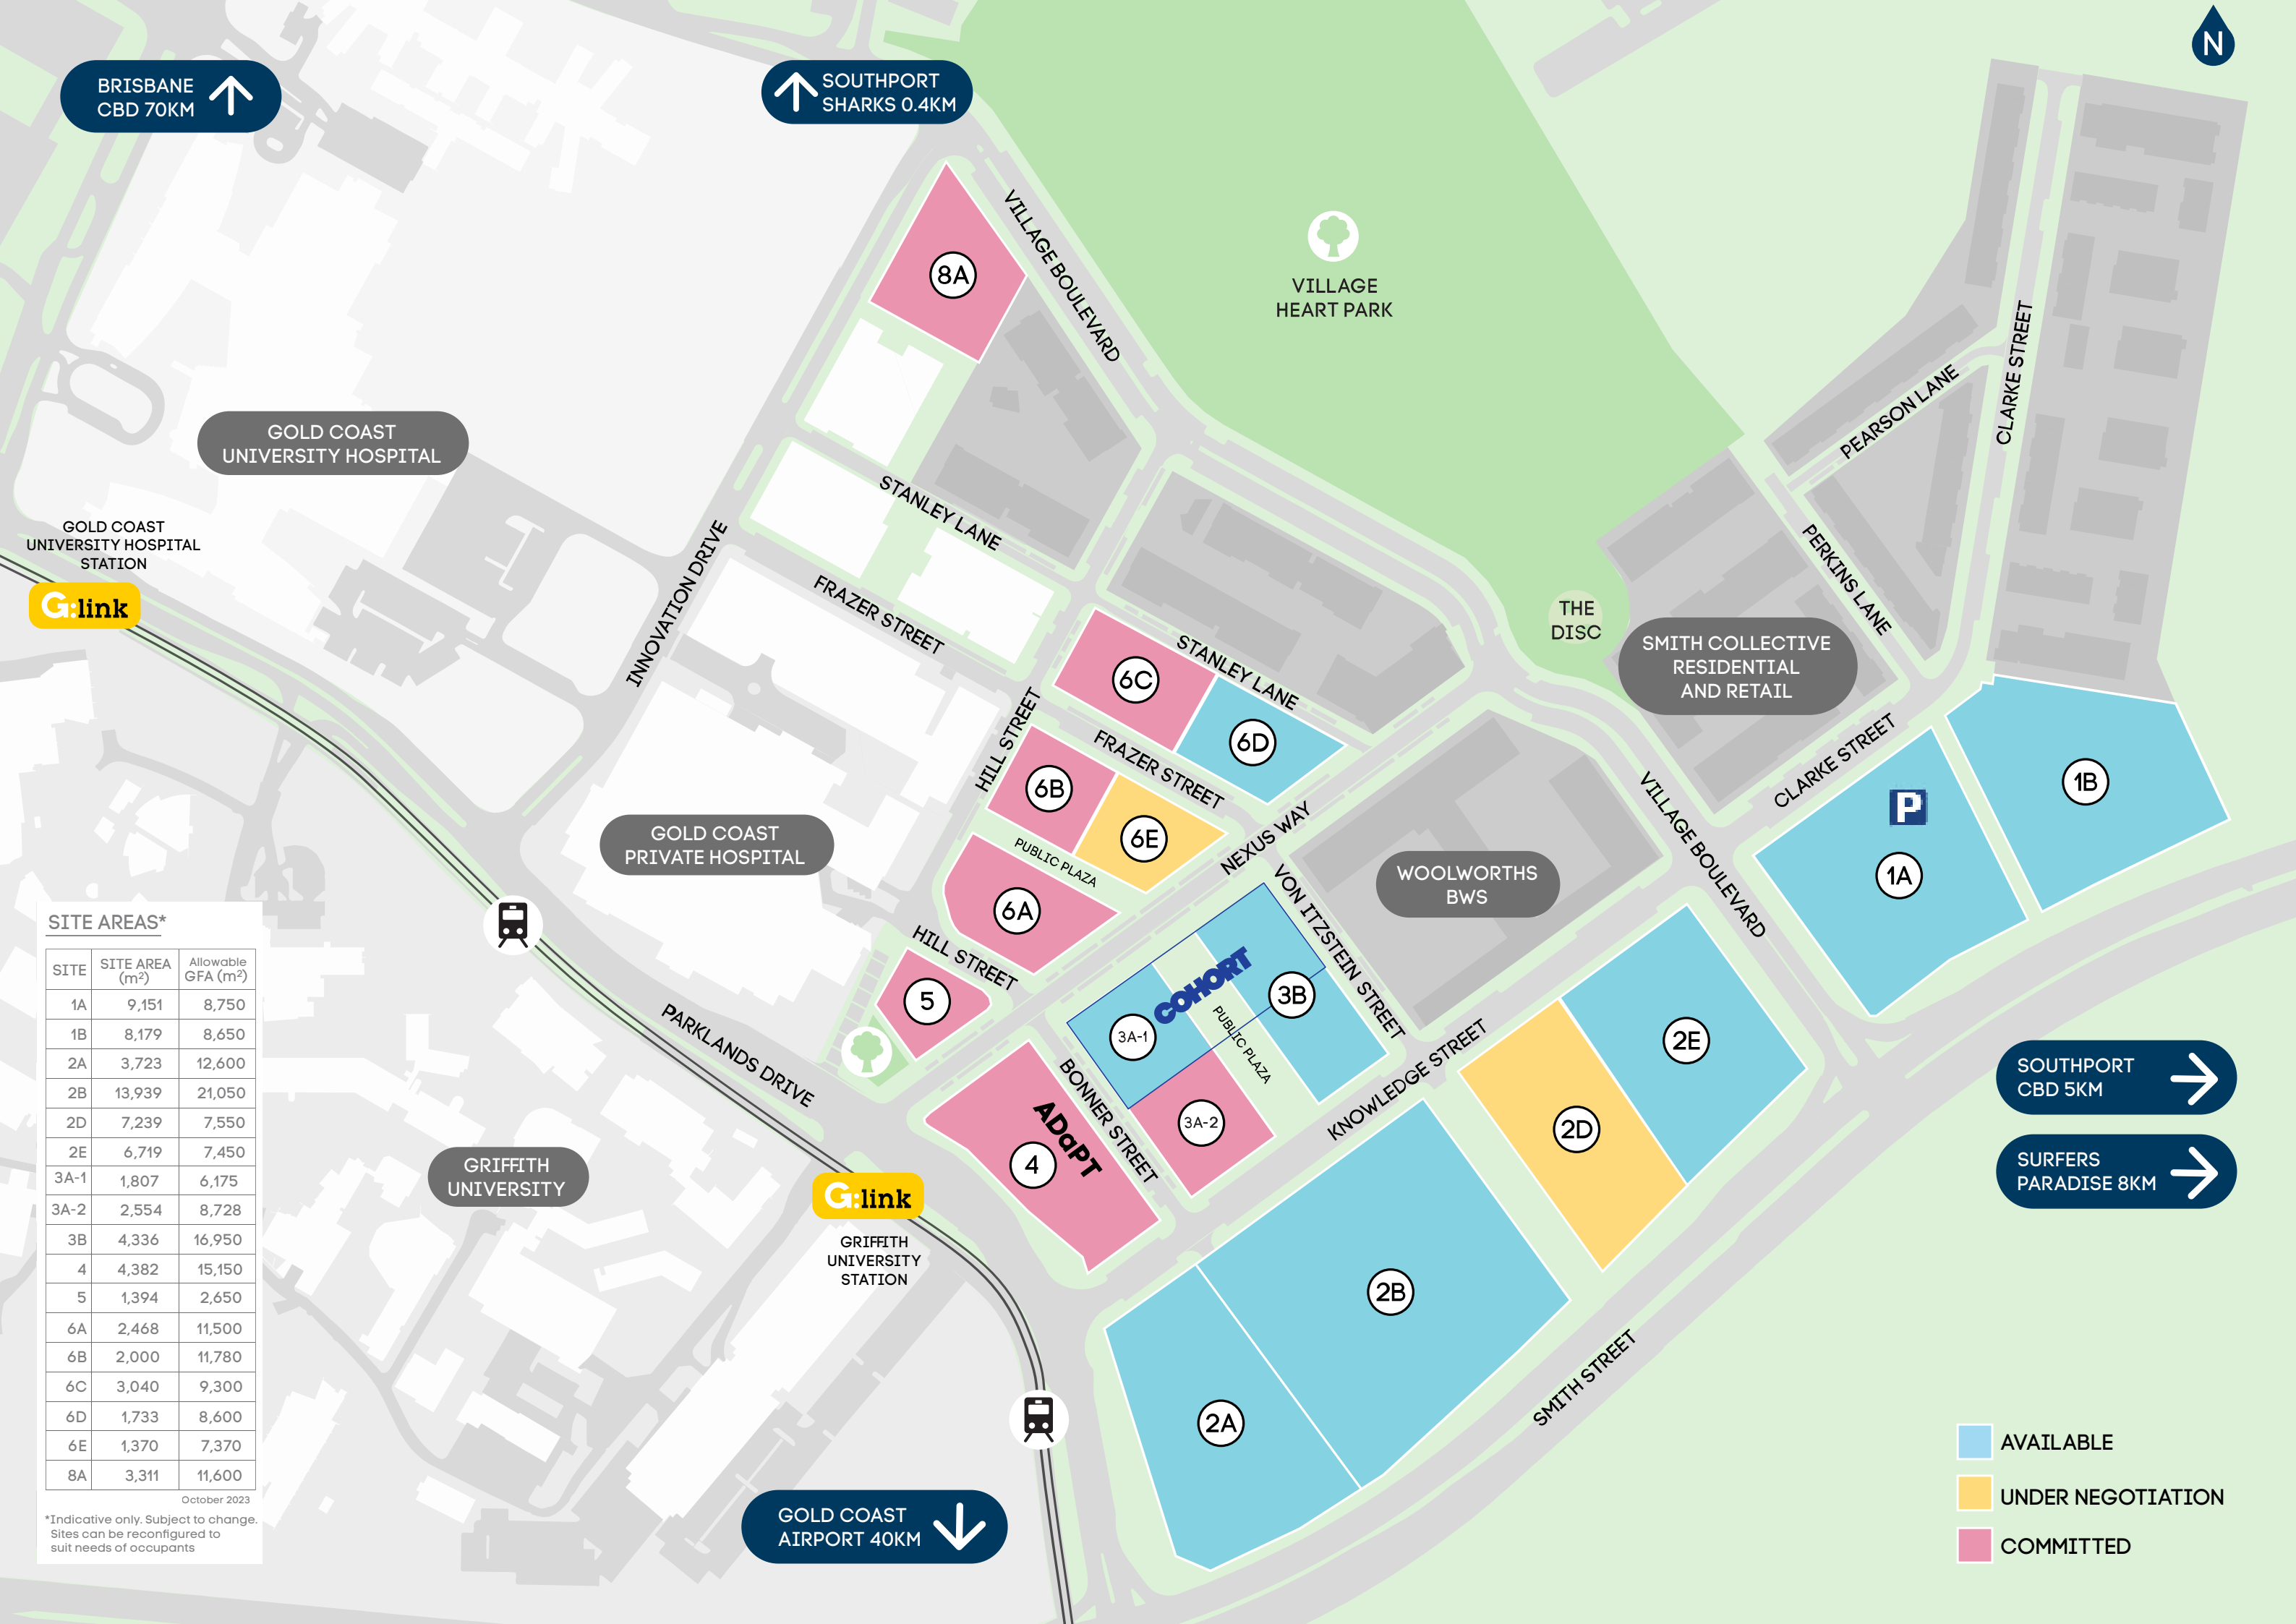 N
BRISBANE
CBD 70KM
SOUTHPORT
SHARKS 0.4KM
VILLAGE BOULEVARD
8A
VILLAGE
HEART PARK
CLARKE STREET
PEARSON LANE
GOLD COAST
UNIVERSITY HOSPITAL
STANLEY LANE
GOLD COAST
UNIVERSITY HOSPITAL
STATION
G:link
INNOVATION DRIVE
FRAZER STREET
PERKINS LANE
THE
DISC
SMITH COLLECTIVE
RESIDENTIAL
AND RETAIL
6C
STANLEY LANE
6D
HILL STREET
FRAZER STREET
6B
6E
CLARKE STREET
1B
P
1A
VILLAGE BOULEVARD
GOLD COAST
PRIVATE HOSPITAL
PUBLIC PLAZA
NEXUS WAY
WOOLWORTHS
BWS
VON ITZSTEIN STREET
6A
HILL STREET
5
COHORT
3B
3A-1
PUBLIC PLAZA
PARKLANDS DRIVE
BONNER STREET
KNOWLEDGE STREET
2E
3A-2
2D
ADaPT
4
SOUTHPORT
CBD 5KM
SURFERS
PARADISE 8KM
GRIFFITH
UNIVERSITY
G:link
GRIFFITH
UNIVERSITY
STATION
2B
2A
SMITH STREET
GOLD COAST
AIRPORT 40KM
SITE AREAS*
SITE SITE AREA (m²) Allowable GFA (m²)
1A 9,151 8,750
1B 8,179 8,650
2A 3,723 12,600
2B 13,939 21,050
2D 7,239 7,550
2E 6,719 7,450
3A-1 1,807 6,175
3A-2 2,554 8,728
3B 4,336 16,950
4 4,382 15,150
5 1,394 2,650
6A 2,468 11,500
6B 2,000 11,780
6C 3,040 9,300
6D 1,733 8,600
6E 1,370 7,370
8A 3,311 11,600
October 2023
*Indicative only. Subject to change.
Sites can be reconfigured to
suit needs of occupants
AVAILABLE
UNDER NEGOTIATION
COMMITTED